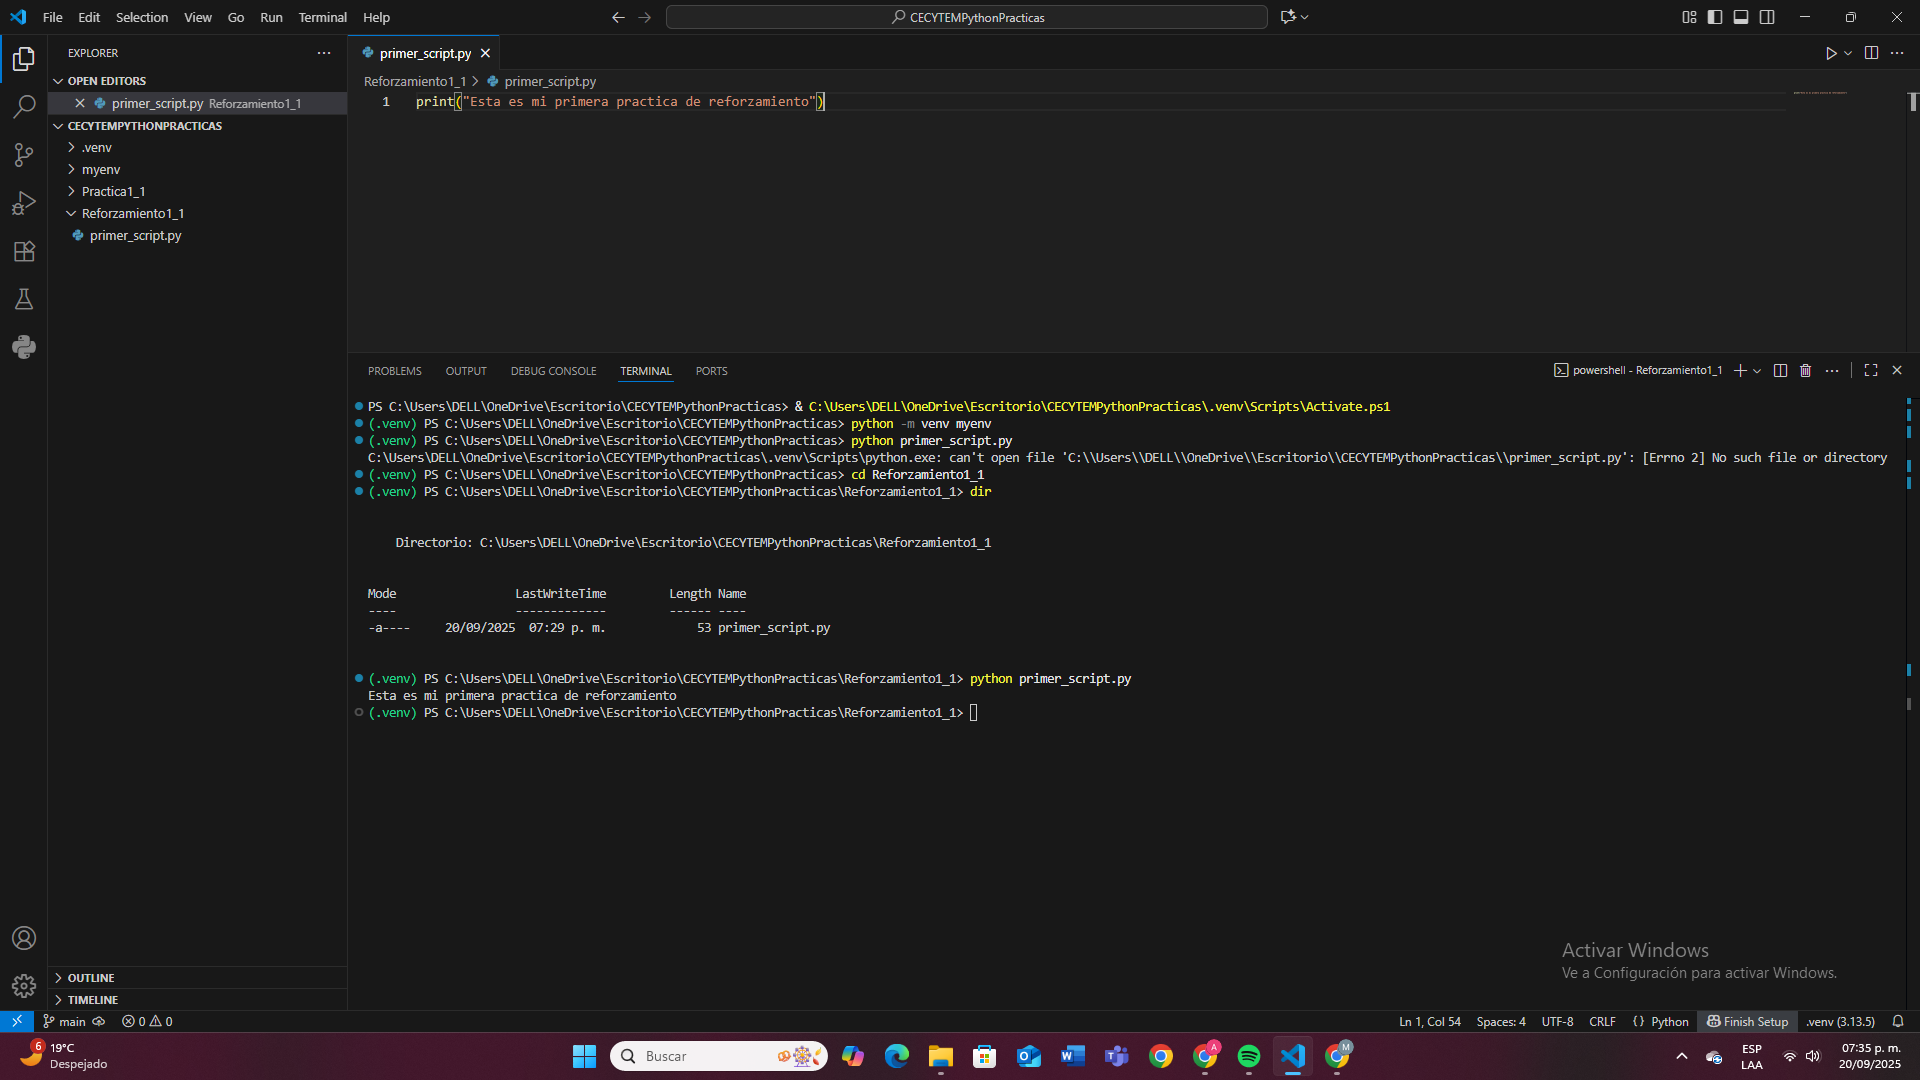 File Edit Selection View Go Run Terminal Help
CECYTEMPythonPracticas
EXPLORER
OPEN EDITORS
primer_script.py Reforzamiento1_1
CECYTEMPYTHONPRACTICAS
.venv
myenv
Practica1_1
Reforzamiento1_1
primer_script.py
OUTLINE
TIMELINE
primer_script.py
Reforzamiento1_1 > primer_script.py
1 print("Esta es mi primera practica de reforzamiento")
PROBLEMS OUTPUT DEBUG CONSOLE TERMINAL PORTS
powershell - Reforzamiento1_1
PS C:\Users\DELL\OneDrive\Escritorio\CECYTEMPythonPracticas> & C:\Users\DELL\OneDrive\Escritorio\CECYTEMPythonPracticas\.venv\Scripts\Activate.ps1
(.venv) PS C:\Users\DELL\OneDrive\Escritorio\CECYTEMPythonPracticas> python -m venv myenv
(.venv) PS C:\Users\DELL\OneDrive\Escritorio\CECYTEMPythonPracticas> python primer_script.py
C:\Users\DELL\OneDrive\Escritorio\CECYTEMPythonPracticas\.venv\Scripts\python.exe: can't open file 'C:\\Users\\DELL\\OneDrive\\Escritorio\\CECYTEMPythonPracticas\\primer_script.py': [Errno 2] No such file or directory
(.venv) PS C:\Users\DELL\OneDrive\Escritorio\CECYTEMPythonPracticas> cd Reforzamiento1_1
(.venv) PS C:\Users\DELL\OneDrive\Escritorio\CECYTEMPythonPracticas\Reforzamiento1_1> dir
Directorio: C:\Users\DELL\OneDrive\Escritorio\CECYTEMPythonPracticas\Reforzamiento1_1
Mode LastWriteTime Length Name
---- ------------- ------ ----
-a---- 20/09/2025 07:29 p. m. 53 primer_script.py
(.venv) PS C:\Users\DELL\OneDrive\Escritorio\CECYTEMPythonPracticas\Reforzamiento1_1> python primer_script.py
Esta es mi primera practica de reforzamiento
(.venv) PS C:\Users\DELL\OneDrive\Escritorio\CECYTEMPythonPracticas\Reforzamiento1_1>
Activar Windows
Ve a Configuración para activar Windows.
main 0 0 Ln 1, Col 54 Spaces: 4 UTF-8 CRLF {} Python Finish Setup .venv (3.13.5)
6
19°C
Despejado
Buscar
A
M
ESP
LAA
07:35 p. m.
20/09/2025